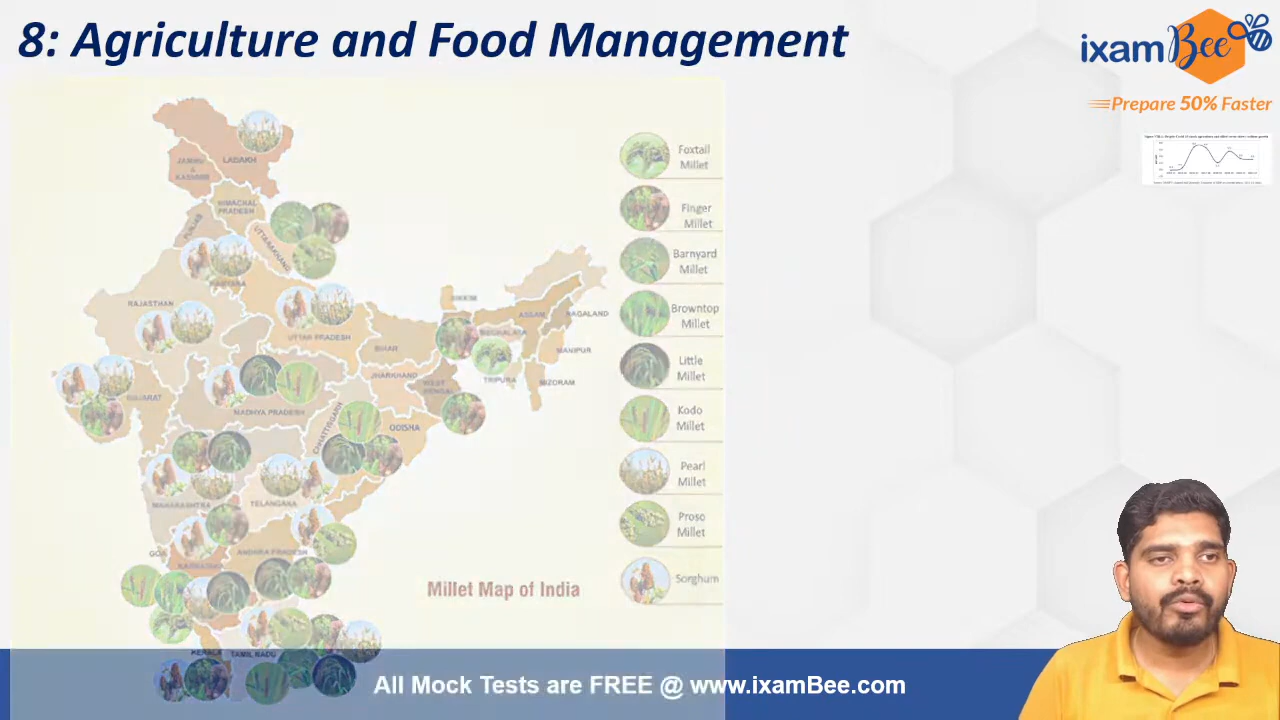 8: Agriculture and Food Management
ixamBee
Prepare 50% Faster
LADAKH
JAMMU
&
KASHMIR
HIMACHAL
PRADESH
PUNJAB
UTTARAKHAND
HARYANA
RAJASTHAN
UTTAR PRADESH
SIKKIM
ASSAM
NAGALAND
MEGHALAYA
BIHAR
MANIPUR
TRIPURA
MIZORAM
JHARKHAND
WEST
BENGAL
GUJARAT
MADHYA PRADESH
CHHATTISGARH
ODISHA
MAHARASHTRA
TELANGANA
GOA
ANDHRA PRADESH
KARNATAKA
KERALA
TAMIL NADU
Foxtail
Millet
Finger
Millet
Barnyard
Millet
Browntop
Millet
Little
Millet
Kodo
Millet
Pearl
Millet
Proso
Millet
Sorghum
Millet Map of India
All Mock Tests are FREE @ www.ixamBee.com